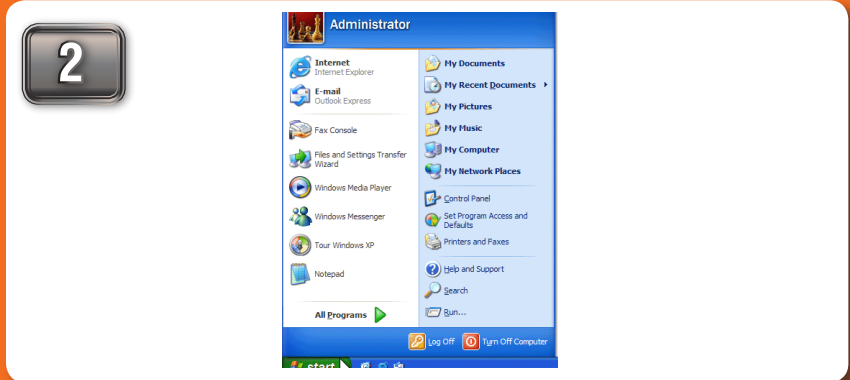 2
Administrator
Internet
Internet Explorer
E-mail
Outlook Express
Fax Console
Files and Settings Transfer
Wizard
Windows Media Player
Windows Messenger
Tour Windows XP
Notepad
All Programs
My Documents
My Recent Documents
My Pictures
My Music
My Computer
My Network Places
Control Panel
Set Program Access and
Defaults
Printers and Faxes
Help and Support
Search
Run...
Log Off
Turn Off Computer
start